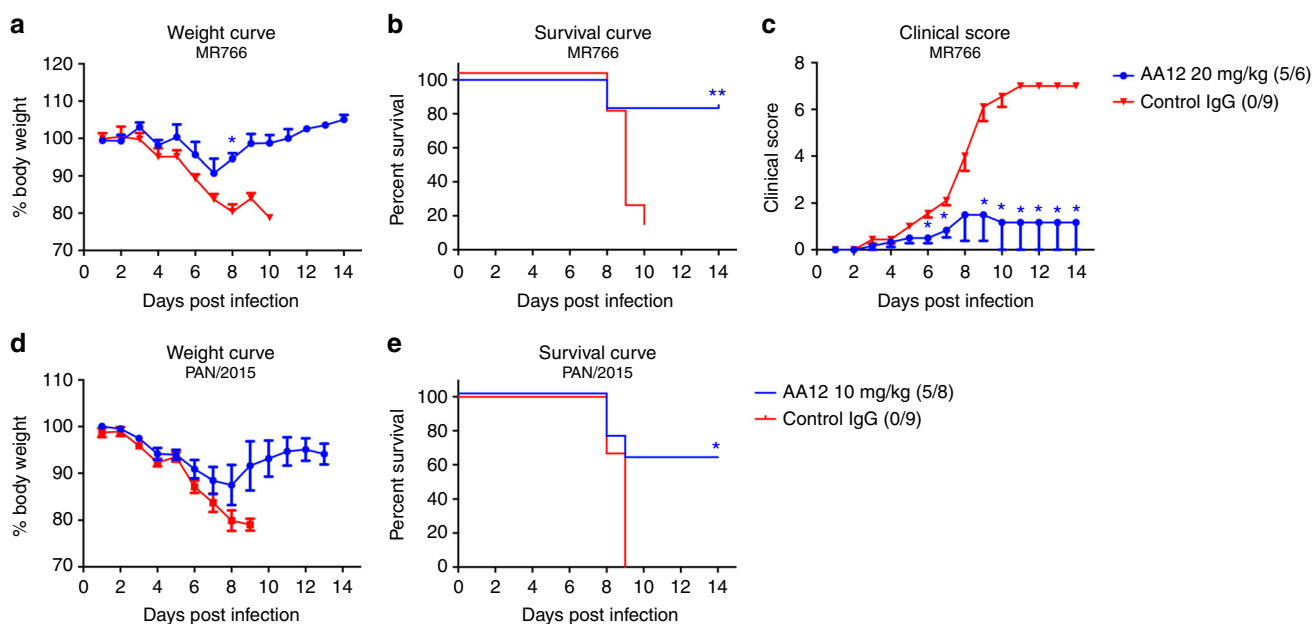 a
Weight curve
MR766
120
110
100
90
80
70
% body weight
*
0 2 4 6 8 10 12 14
Days post infection
b
Survival curve
MR766
100
80
60
40
20
0
Percent survival
**
0 2 4 6 8 10 12 14
Days post infection
c
Clinical score
MR766
8
6
4
2
0
Clinical score
* * * * * * * *
0 2 4 6 8 10 12 14
Days post infection
AA12 20 mg/kg (5/6)
Control IgG (0/9)
d
Weight curve
PAN/2015
110
100
90
80
70
% body weight
0 2 4 6 8 10 12 14
Days post infection
e
Survival curve
PAN/2015
100
80
60
40
20
0
Percent survival
*
0 2 4 6 8 10 12 14
Days post infection
AA12 10 mg/kg (5/8)
Control IgG (0/9)